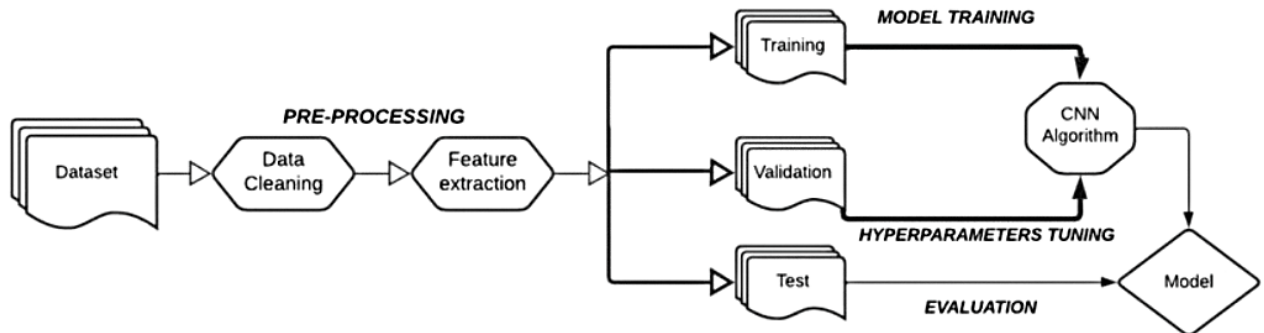 MODEL TRAINING
Training
PRE-PROCESSING
Dataset
Data
Cleaning
Feature
extraction
Validation
CNN
Algorithm
HYPERPARAMETERS TUNING
Test
EVALUATION
Model